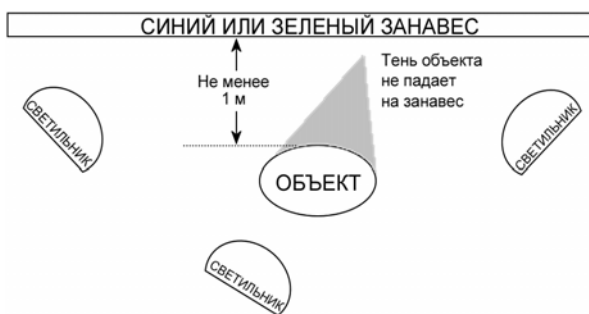 СИНИЙ ИЛИ ЗЕЛЕНЫЙ ЗАНАВЕС
Не менее
1 м
Тень объекта
не падает
на занавес
СВЕТИЛЬНИК
ОБЪЕКТ
СВЕТИЛЬНИК
СВЕТИЛЬНИК